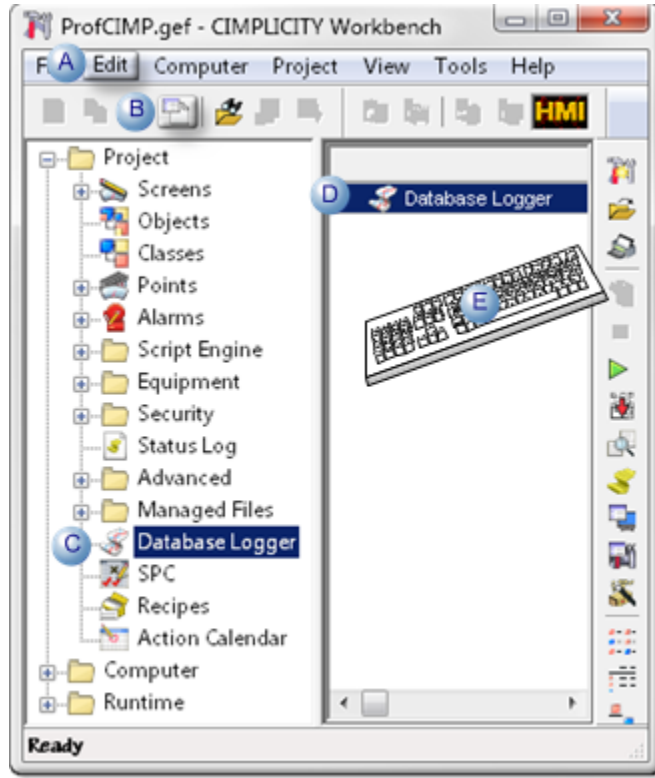 ProfCIMP.gef - CIMPLICITY Workbench
F A Edit Computer Project View Tools Help
B HMI
Project
Screens
D Database Logger
Objects
Classes
Points
E
Alarms
Script Engine
Equipment
Security
Status Log
Advanced
Managed Files
C Database Logger
SPC
Recipes
Action Calendar
Computer
Runtime
Ready